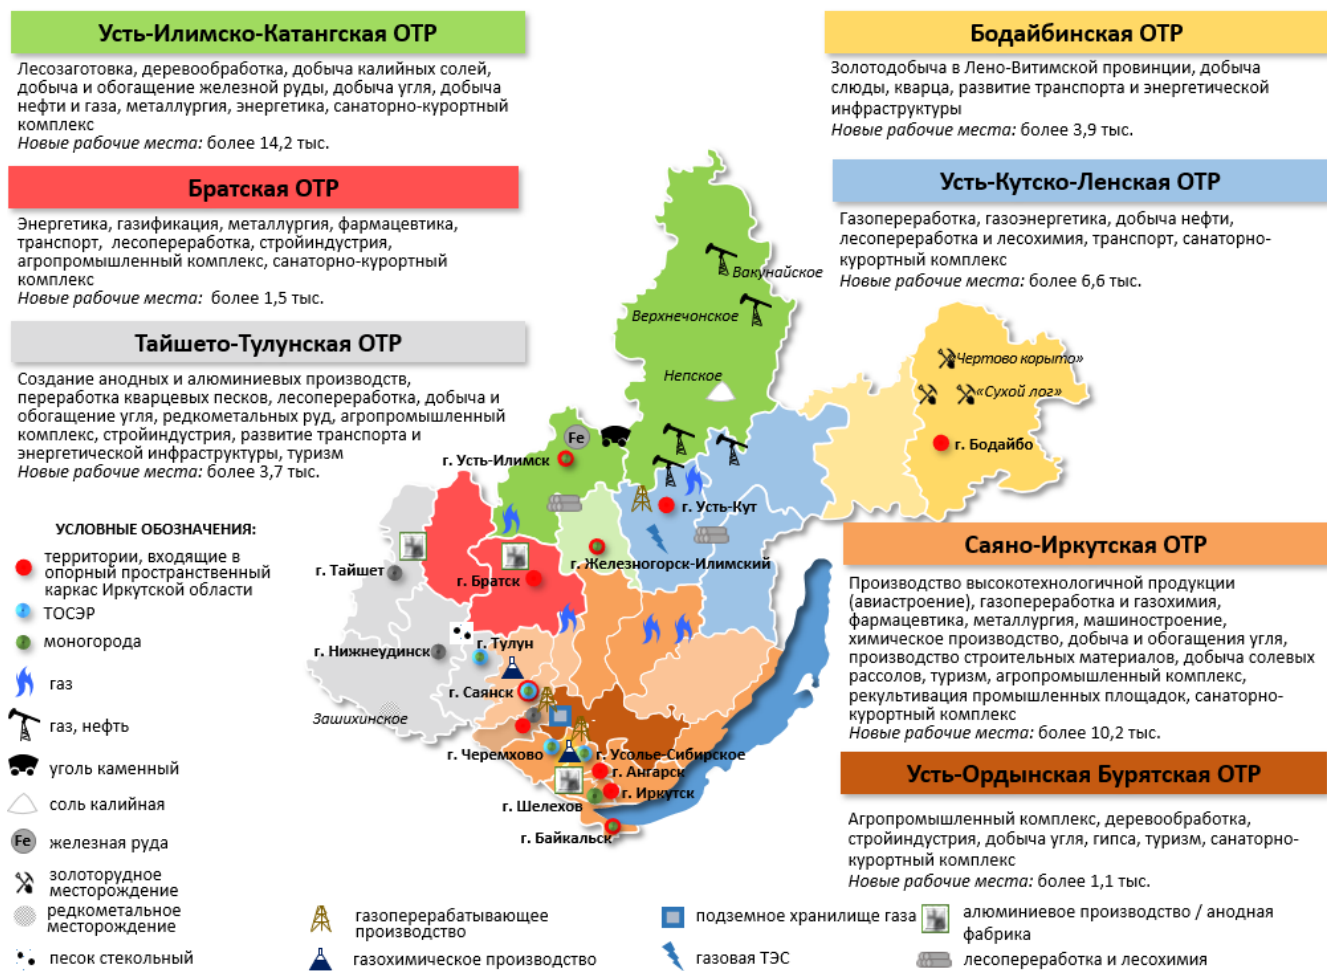 Усть-Илимско-Катангская ОТР
Лесозаготовка, деревообработка, добыча калийных солей,
добыча и обогащение железной руды, добыча угля, добыча
нефти и газа, металлургия, энергетика, санаторно-курортный
комплекс
Новые рабочие места: более 14,2 тыс.
Братская ОТР
Энергетика, газификация, металлургия, фармацевтика,
транспорт, лесопереработка, стройиндустрия,
агропромышленный комплекс, санаторно-курортный
комплекс
Новые рабочие места: более 1,5 тыс.
Тайшето-Тулунская ОТР
Создание анодных и алюминиевых производств,
переработка кварцевых песков, лесопереработка, добыча и
обогащение угля, редкометальных руд, агропромышленный
комплекс, стройиндустрия, развитие транспорта и
энергетической инфраструктуры, туризм
Новые рабочие места: более 3,7 тыс.
Бодайбинская ОТР
Золотодобыча в Лено-Витимской провинции, добыча
слюды, кварца, развитие транспорта и энергетической
инфраструктуры
Новые рабочие места: более 3,9 тыс.
Усть-Кутско-Ленская ОТР
Газопереработка, газоэнергетика, добыча нефти,
лесопереработка и лесохимия, транспорт, санаторно-
курортный комплекс
Новые рабочие места: более 6,6 тыс.
Саяно-Иркутская ОТР
Производство высокотехнологичной продукции
(авиастроение), газопереработка и газохимия,
фармацевтика, металлургия, машиностроение,
химическое производство, добыча и обогащения угля,
производство строительных материалов, добыча солевых
рассолов, туризм, агропромышленный комплекс,
рекультивация промышленных площадок, санаторно-
курортный комплекс
Новые рабочие места: более 10,2 тыс.
Усть-Ордынская Бурятская ОТР
Агропромышленный комплекс, деревообработка,
стройиндустрия, добыча угля, гипса, туризм, санаторно-
курортный комплекс
Новые рабочие места: более 1,1 тыс.
Вакунайское
Верхнечонское
Непское
Чертово корыто»
«Сухой лог»
г. Бодайбо
Fe
г. Усть-Илимск
г. Усть-Кут
г. Железногорск-Илимский
г. Тайшет
г. Братск
г. Тулун
г. Нижнеудинск
г. Саянск
Зашихинское
г. Черемхово
г. Усолье-Сибирское
г. Ангарск
г. Иркутск
г. Шелехов
г. Байкальск
УСЛОВНЫЕ ОБОЗНАЧЕНИЯ:
территории, входящие в
опорный пространственный
каркас Иркутской области
ТОСЭР
моногорода
газ
газ, нефть
уголь каменный
соль калийная
Fe
железная руда
золоторудное
месторождение
редкометальное
месторождение
песок стекольный
газоперерабатывающее
производство
газохимическое производство
подземное хранилище газа
газовая ТЭС
алюминиевое производство / анодная
фабрика
лесопереработка и лесохимия